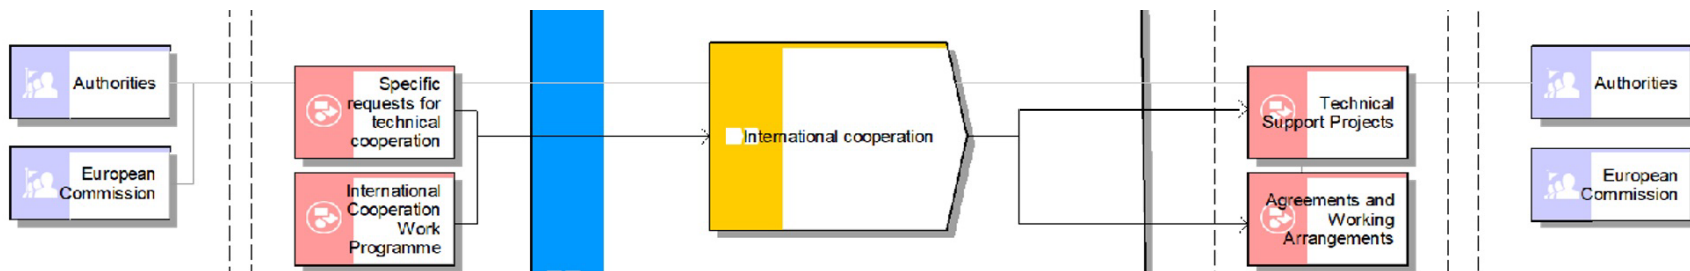 Authorities
European
Commission
Specific
requests for
technical
cooperation
International
Cooperation
Work
Programme
International cooperation
Technical
Support Projects
Agreements and
Working
Arrangements
Authorities
European
Commission